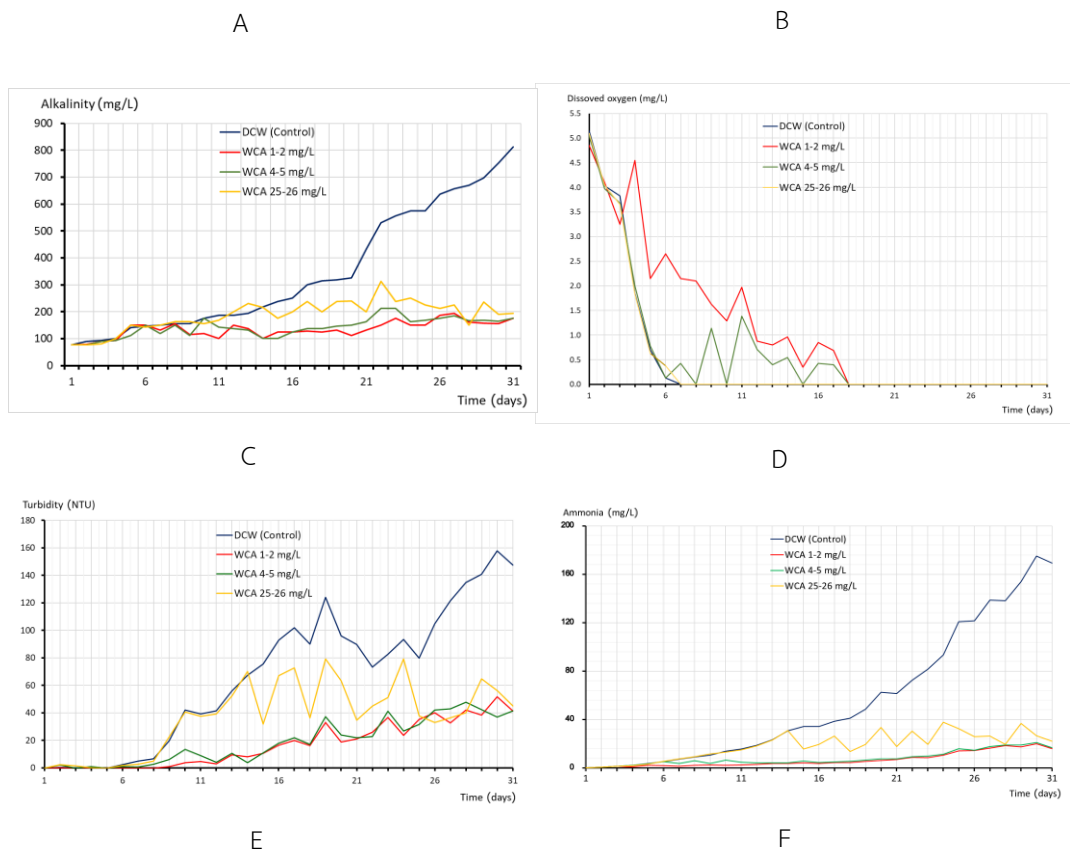 A
B
Alkalinity (mg/L)
900
800
700
600
500
400
300
200
100
0
DCW (Control)
WCA 1-2 mg/L
WCA 4-5 mg/L
WCA 25-26 mg/L
1 6 11 16 21 26 31
Time (days)
Dissoved oxygen (mg/L)
5.5
5.0
4.5
4.0
3.5
3.0
2.5
2.0
1.5
1.0
0.5
0.0
DCW (Control)
WCA 1-2 mg/L
WCA 4-5 mg/L
WCA 25-26 mg/L
1 6 11 16 21 26 31
Time (days)
C
D
Turbidity (NTU)
180
160
140
120
100
80
60
40
20
0
DCW (Control)
WCA 1-2 mg/L
WCA 4-5 mg/L
WCA 25-26 mg/L
1 6 11 16 21 26 31
Time (days)
Ammonia (mg/L)
200
160
120
80
40
0
DCW (Control)
WCA 1-2 mg/L
WCA 4-5 mg/L
WCA 25-26 mg/L
1 6 11 16 21 26 31
Time (days)
E
F